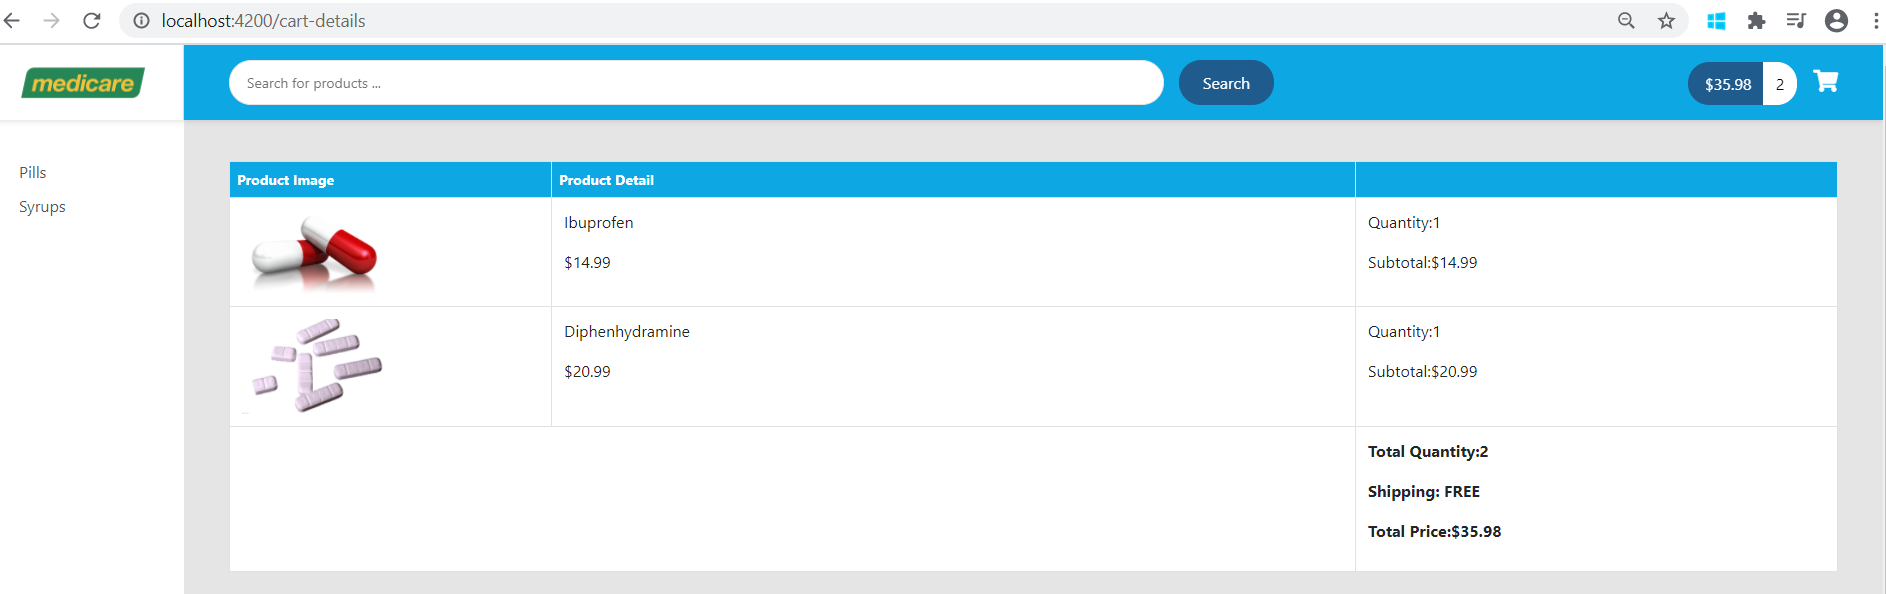 localhost:4200/cart-details
medicare
Search for products ...
Search
$35.98
2
Pills
Syrups
Product Image
Product Detail
Ibuprofen
$14.99
Quantity:1
Subtotal:$14.99
Diphenhydramine
$20.99
Quantity:1
Subtotal:$20.99
Total Quantity:2
Shipping: FREE
Total Price:$35.98